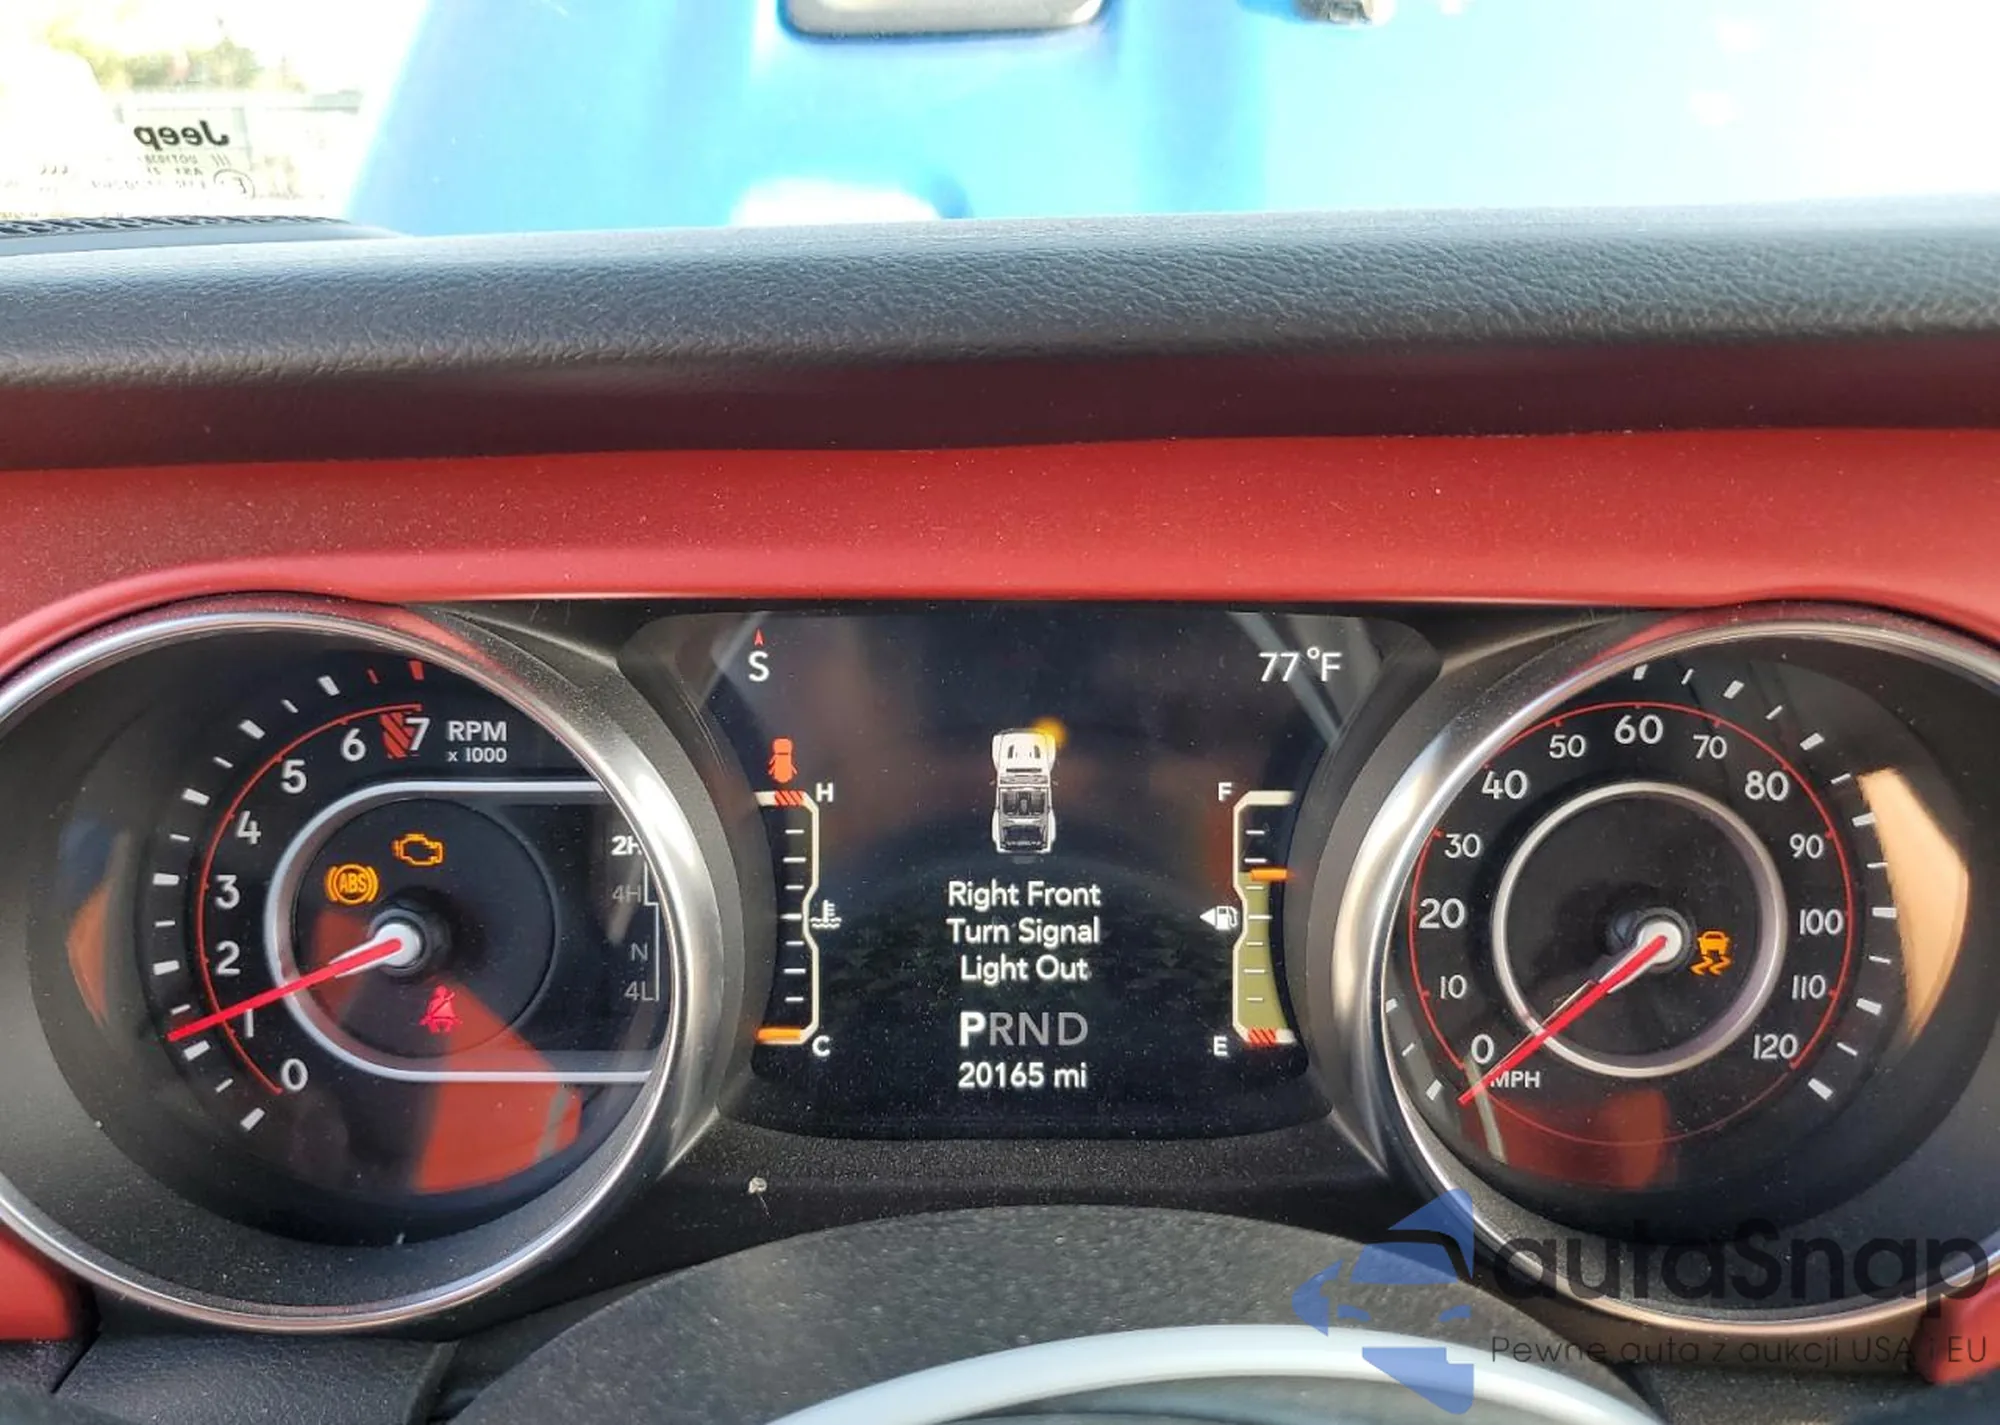 Jeep
S
77°F
7 RPM
x 1000
6
5
4
3
2
1
0
ABS
2H
4H
N
4L
H
C
Right Front
Turn Signal
Light Out
PRND
20165 mi
F
E
0
10
20
30
40
50
60
70
80
90
100
110
120
MPH
autaSnap
Pewne auta z aukcji USA i EU